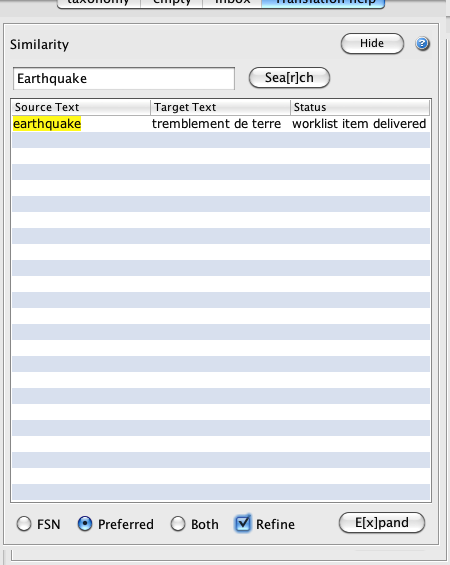 taxonomy empty inbox Translation help
Similarity Hide ?
Earthquake Sea[r]ch
Source Text Target Text Status
earthquake tremblement de terre worklist item delivered
FSN Preferred Both Refine E[x]pand